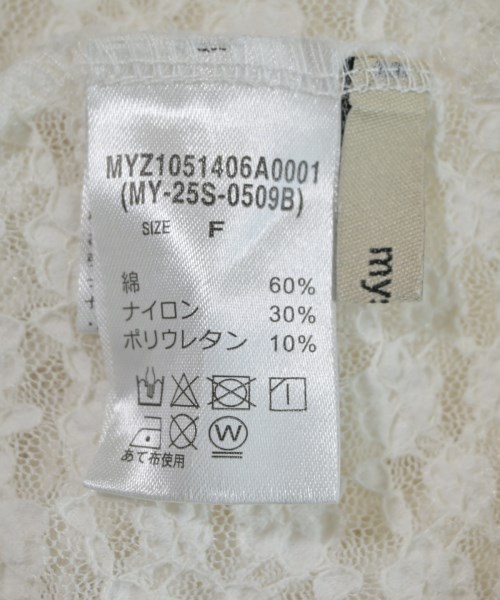 MYZ1051406A0001
(MY-25S-0509B)
SIZE F
綿 60%
ナイロン 30%
ポリウレタン 10%
W
あて布使用
mys